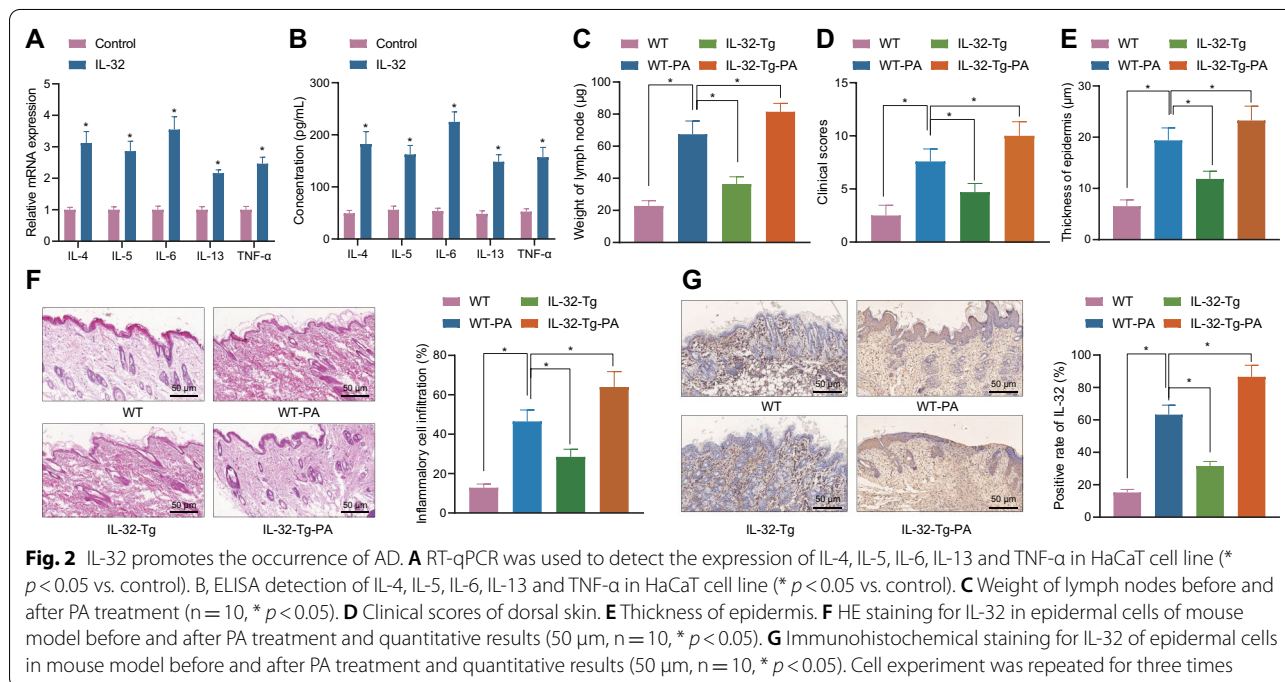 A
Control
IL-32
Relative mRNA expression
5
4
3
2
1
0
* * * * *
IL-4 IL-5 IL-6 IL-13 TNF-α
B
Control
IL-32
Concentration (pg/mL)
300
200
100
0
* * * * *
IL-4 IL-5 IL-6 IL-13 TNF-α
C
WT IL-32-Tg
WT-PA IL-32-Tg-PA
Weight of lymph node (μg)
100
80
60
40
20
0
* * *
D
WT IL-32-Tg
WT-PA IL-32-Tg-PA
Clinical scores
15
10
5
0
* * *
E
WT IL-32-Tg
WT-PA IL-32-Tg-PA
Thickness of epidermis (μm)
30
20
10
0
* * *
F
50 μm 50 μm
WT WT-PA
50 μm 50 μm
IL-32-Tg IL-32-Tg-PA
WT IL-32-Tg
WT-PA IL-32-Tg-PA
Inflammalory cell infiltration (%)
80
60
40
20
0
* * *
G
50 μm 50 μm
WT WT-PA
50 μm 50 μm
IL-32-Tg IL-32-Tg-PA
WT IL-32-Tg
WT-PA IL-32-Tg-PA
Positive rate of IL-32 (%)
100
80
60
40
20
0
* * *
Fig. 2 IL-32 promotes the occurrence of AD. A RT-qPCR was used to detect the expression of IL-4, IL-5, IL-6, IL-13 and TNF-α in HaCaT cell line (*
p < 0.05 vs. control). B, ELISA detection of IL-4, IL-5, IL-6, IL-13 and TNF-α in HaCaT cell line (* p < 0.05 vs. control). C Weight of lymph nodes before and
after PA treatment (n = 10, * p < 0.05). D Clinical scores of dorsal skin. E Thickness of epidermis. F HE staining for IL-32 in epidermal cells of mouse
model before and after PA treatment and quantitative results (50 μm, n = 10, * p < 0.05). G Immunohistochemical staining for IL-32 of epidermal cells
in mouse model before and after PA treatment and quantitative results (50 μm, n = 10, * p < 0.05). Cell experiment was repeated for three times